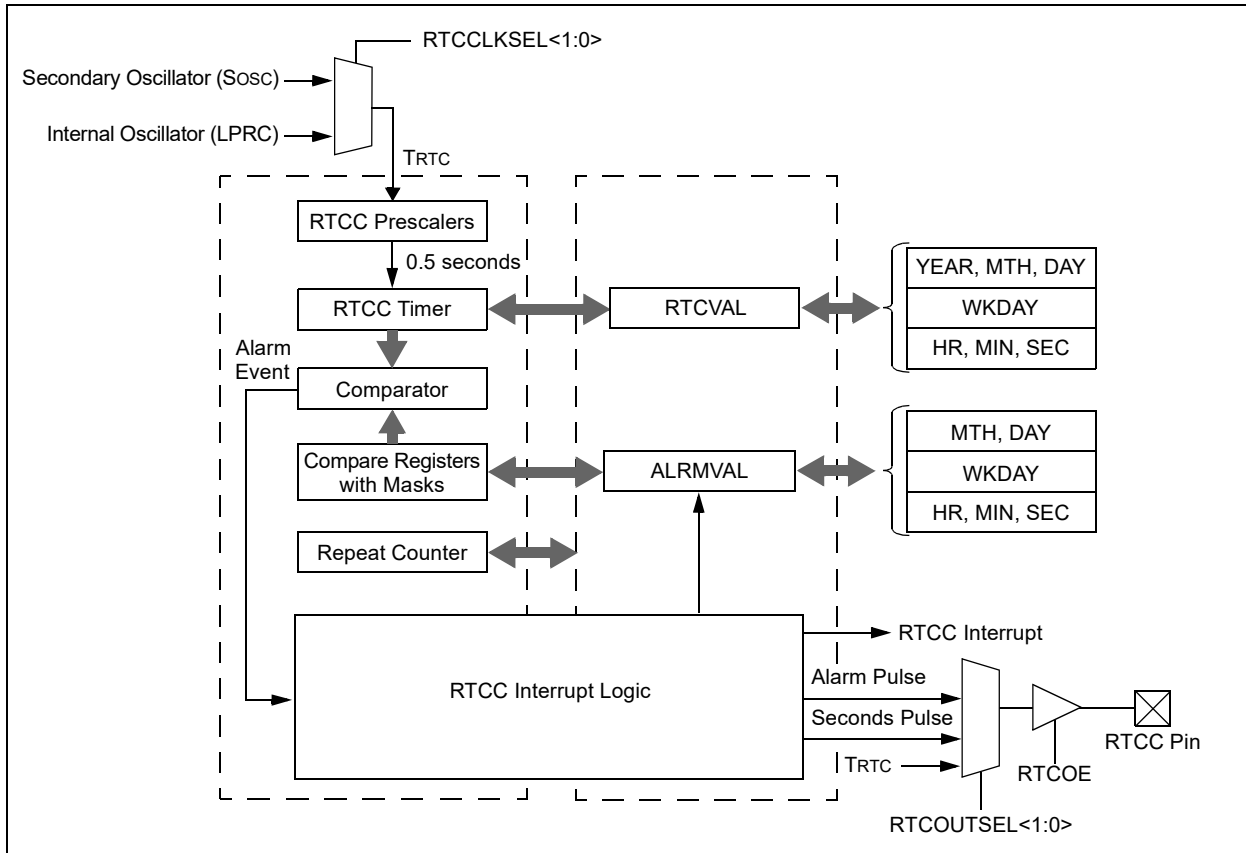 RTCCLKSEL<1:0>
Secondary Oscillator (SOSC)
Internal Oscillator (LPRC)
TRTC
RTCC Prescalers
0.5 seconds
RTCC Timer
RTCVAL
YEAR, MTH, DAY
WKDAY
HR, MIN, SEC
Alarm
Event
Comparator
Compare Registers
with Masks
ALRMVAL
MTH, DAY
WKDAY
HR, MIN, SEC
Repeat Counter
RTCC Interrupt Logic
RTCC Interrupt
Alarm Pulse
Seconds Pulse
TRTC
RTCC Pin
RTCOE
RTCOUTSEL<1:0>